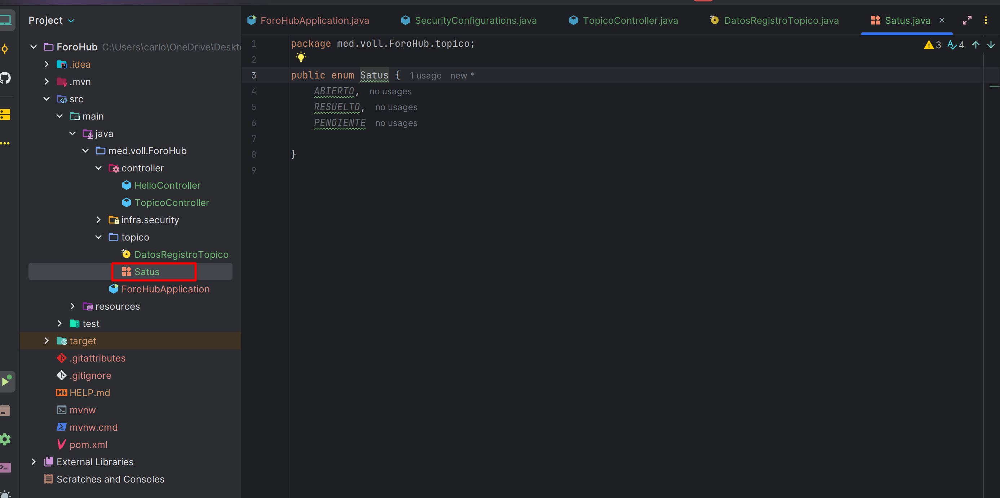 Project
ForoHub C:\Users\carlo\OneDrive\Deskto
.idea
.mvn
src
main
java
med.voll.ForoHub
controller
HelloController
TopicoController
infra.security
topico
DatosRegistroTopico
Satus
ForoHubApplication
resources
test
target
.gitattributes
.gitignore
HELP.md
mvnw
mvnw.cmd
pom.xml
External Libraries
Scratches and Consoles
ForoHubApplication.java SecurityConfigurations.java TopicoController.java DatosRegistroTopico.java Satus.java
3 4
1 package med.voll.ForoHub.topico;
2
3 public enum Satus { 1 usage new *
4 ABIERTO, no usages
5 RESUELTO, no usages
6 PENDIENTE no usages
7
8 }
9